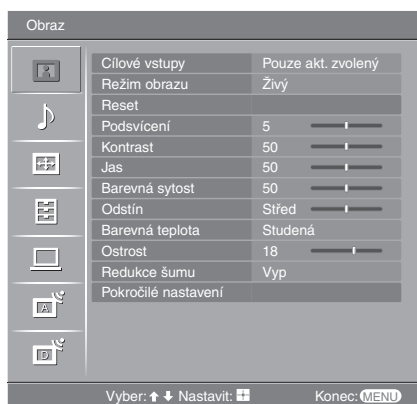 Obraz
Cílové vstupy Pouze akt. zvolený
Režim obrazu Živý
Reset
Podsvícení 5
Kontrast 50
Jas 50
Barevná sytost 50
Odstín Střed
Barevná teplota Studená
Ostrost 18
Redukce šumu Vyp
Pokročilé nastavení
A
D
Vyber: Nastavit: Konec: MENU